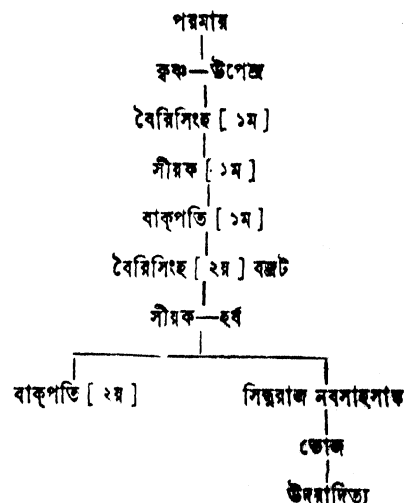 পরমার
কৃষ্ণ—উপেন্দ্র
বৈরিসিংহ [ ১ম ]
সীয়ক [ ১ম ]
বাক্‌পতি [ ১ম ]
বৈরিসিংহ [ ২য় ] বজ্রট
সীয়ক—হর্ষ
বাক্‌পতি [ ২য় ] সিন্ধুরাজ নবসাহসাঙ্ক
ভোজ
উদয়াদিত্য